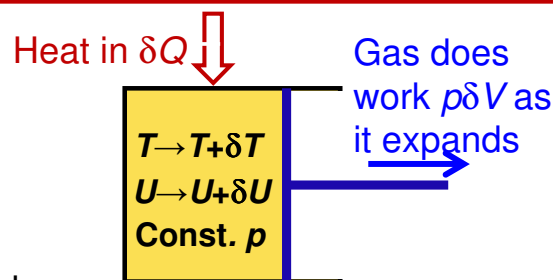 Heat in δQ
Gas does
work pδV as
it expands
T→T+δT
U→U+δU
Const. p